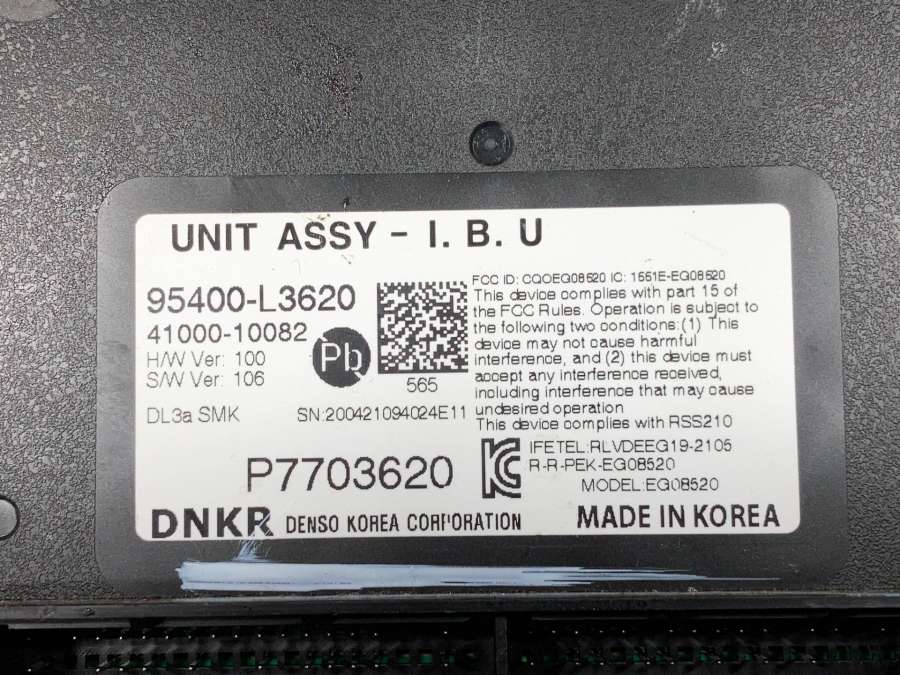 UNIT ASSY - I. B. U
95400-L3620
41000-10082
H/W Ver: 100
S/W Ver: 106
Pb
565
DL3a SMK
SN:200421094024E11
FCC ID: CQOEG08520 IC: 1551E-EG08520
This device complies with part 15 of
the FCC Rules. Operation is subject to
the following two conditions:(1) This
device may not cause harmful
interference, and (2) this device must
accept any interference received,
including interference that may cause
undesired operation
This device complies with RSS210
P7703620
IFETEL:RLVDEEG19-2105
R-R-PEK-EG08520
MODEL:EG08520
DNKR DENSO KOREA CORPORATION
MADE IN KOREA